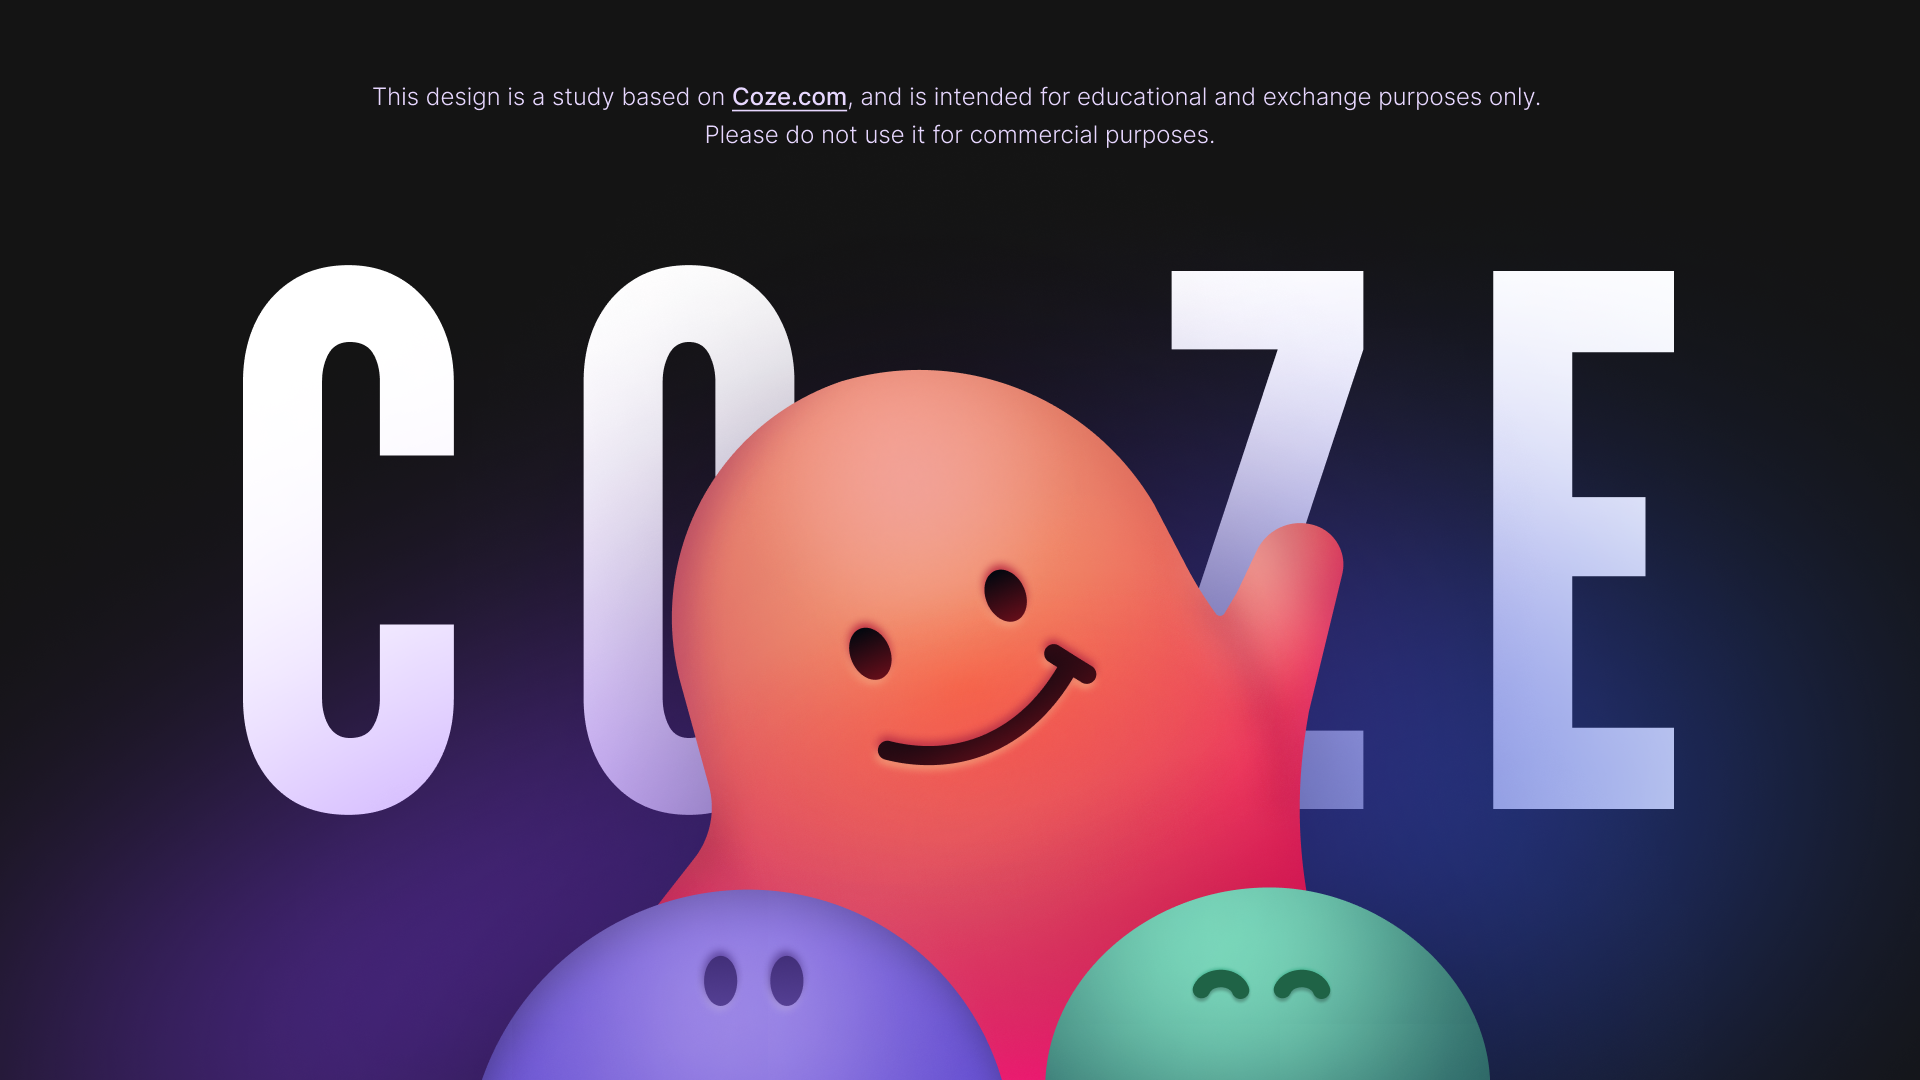 This design is a study based on Coze.com, and is intended for educational and exchange purposes only.
Please do not use it for commercial purposes.
COZE